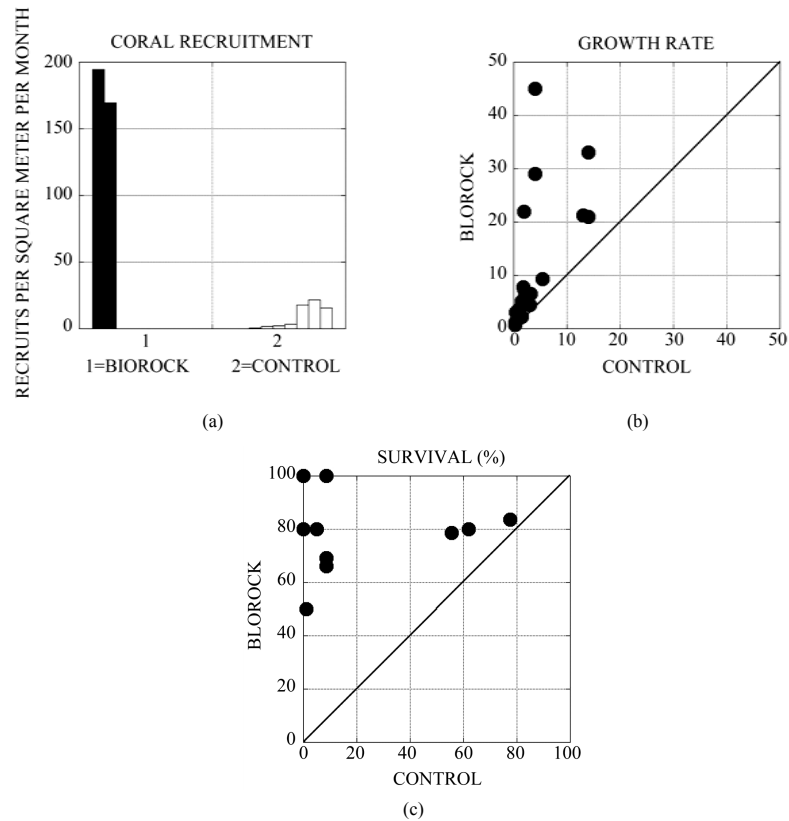 CORAL RECRUITMENT
RECRUITS PER SQUARE METER PER MONTH
200
150
100
50
0
1
2
1=BIOROCK 2=CONTROL
(a)
GROWTH RATE
BLOROCK
50
40
30
20
10
0
0 10 20 30 40 50
CONTROL
(b)
SURVIVAL (%)
BLOROCK
100
80
60
40
20
0
0 20 40 60 80 100
CONTROL
(c)